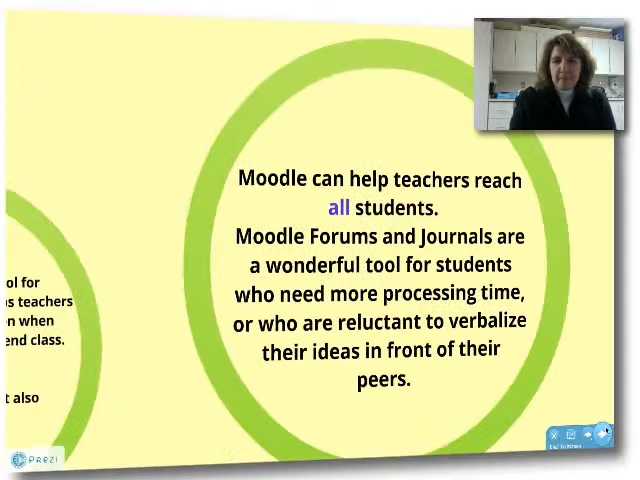 Moodle can help teachers reach
all students.
Moodle Forums and Journals are
a wonderful tool for students
who need more processing time,
or who are reluctant to verbalize
their ideas in front of their
peers.
ol for
ps teachers
en when
end class.
t also
Prezi